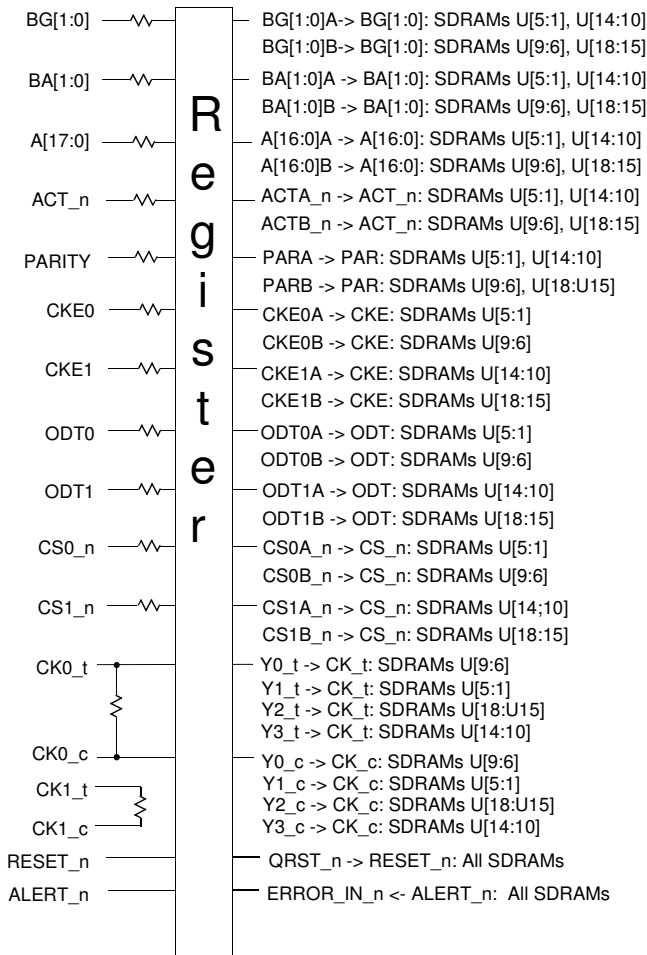 BG[1:0]
BG[1:0]A-> BG[1:0]: SDRAMs U[5:1], U[14:10]
BG[1:0]B-> BG[1:0]: SDRAMs U[9:6], U[18:15]
BA[1:0]
BA[1:0]A -> BA[1:0]: SDRAMs U[5:1], U[14:10]
BA[1:0]B -> BA[1:0]: SDRAMs U[9:6], U[18:15]
A[17:0]
A[16:0]A -> A[16:0]: SDRAMs U[5:1], U[14:10]
A[16:0]B -> A[16:0]: SDRAMs U[9:6], U[18:15]
ACT_n
ACTA_n -> ACT_n: SDRAMs U[5:1], U[14:10]
ACTB_n -> ACT_n: SDRAMs U[9:6], U[18:15]
PARITY
PARA -> PAR: SDRAMs U[5:1], U[14:10]
PARB -> PAR: SDRAMs U[9:6], U[18:U15]
CKE0
CKE0A -> CKE: SDRAMs U[5:1]
CKE0B -> CKE: SDRAMs U[9:6]
CKE1
CKE1A -> CKE: SDRAMs U[14:10]
CKE1B -> CKE: SDRAMs U[18:15]
ODT0
ODT0A -> ODT: SDRAMs U[5:1]
ODT0B -> ODT: SDRAMs U[9:6]
ODT1
ODT1A -> ODT: SDRAMs U[14:10]
ODT1B -> ODT: SDRAMs U[18:15]
CS0_n
CS0A_n -> CS_n: SDRAMs U[5:1]
CS0B_n -> CS_n: SDRAMs U[9:6]
CS1_n
CS1A_n -> CS_n: SDRAMs U[14;10]
CS1B_n -> CS_n: SDRAMs U[18:15]
CK0_t
Y0_t -> CK_t: SDRAMs U[9:6]
Y1_t -> CK_t: SDRAMs U[5:1]
Y2_t -> CK_t: SDRAMs U[18:U15]
Y3_t -> CK_t: SDRAMs U[14:10]
CK0_c
Y0_c -> CK_c: SDRAMs U[9:6]
Y1_c -> CK_c: SDRAMs U[5:1]
Y2_c -> CK_c: SDRAMs U[18:U15]
Y3_c -> CK_c: SDRAMs U[14:10]
CK1_t
CK1_c
RESET_n
QRST_n -> RESET_n: All SDRAMs
ALERT_n
ERROR_IN_n <- ALERT_n: All SDRAMs
Register